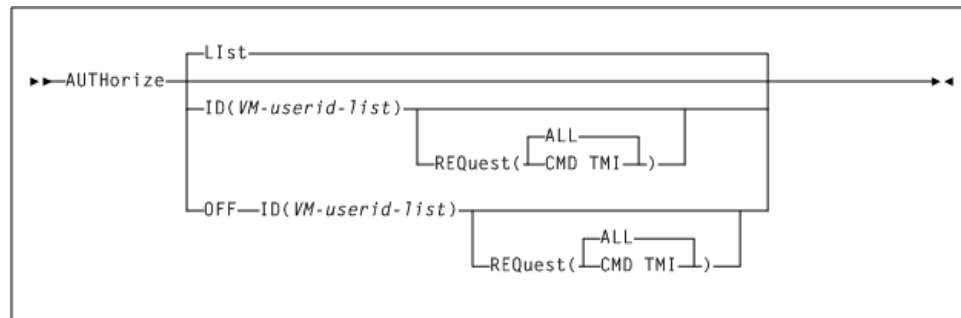 LIst
AUTHorize
ID(VM-userid-list)
ALL
REQuest( CMD TMI )
OFF ID(VM-userid-list)
ALL
REQuest( CMD TMI )